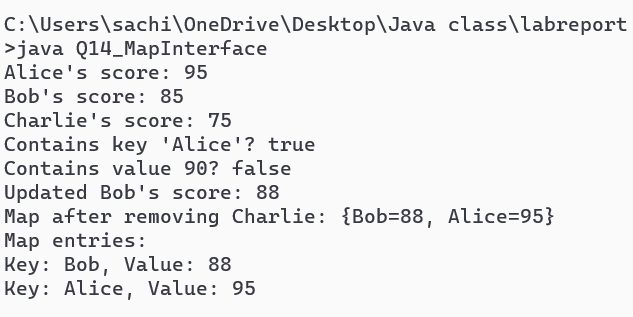 C:\Users\sachi\OneDrive\Desktop\Java class\labreport
>java Q14_MapInterface
Alice's score: 95
Bob's score: 85
Charlie's score: 75
Contains key 'Alice'? true
Contains value 90? false
Updated Bob's score: 88
Map after removing Charlie: {Bob=88, Alice=95}
Map entries:
Key: Bob, Value: 88
Key: Alice, Value: 95